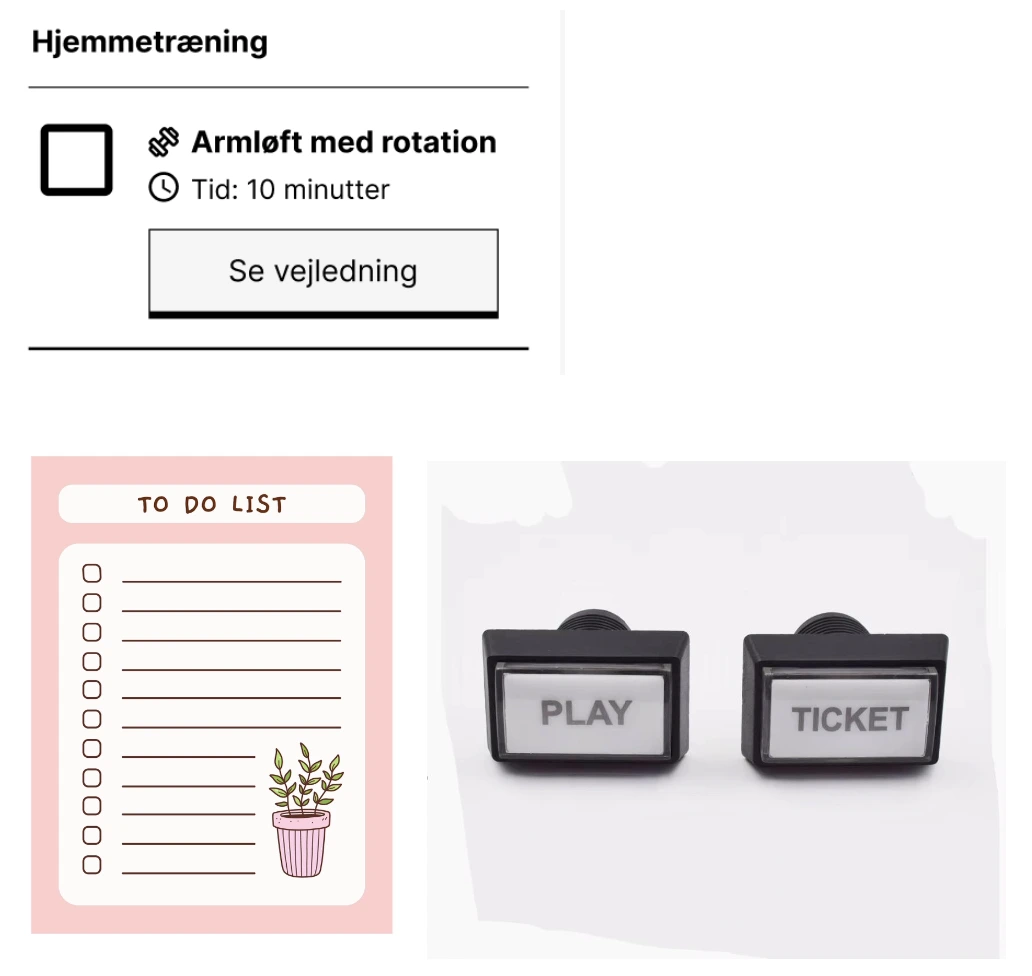 Hjemmetræning
Armløft med rotation
Tid: 10 minutter
Se vejledning
TO DO LIST
PLAY
TICKET